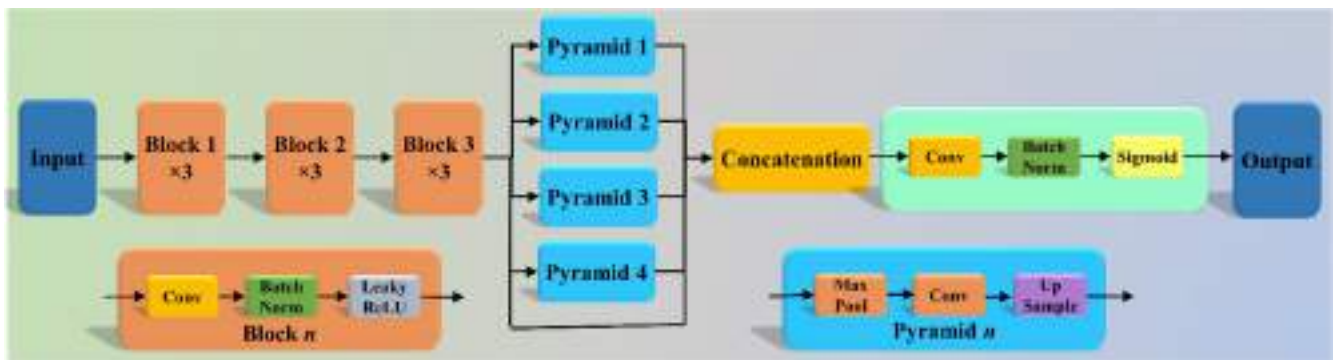 Input
Block 1
×3
Block 2
×3
Block 3
×3
Pyramid 1
Pyramid 2
Pyramid 3
Pyramid 4
Concatenation
Conv
Batch
Norm
Sigmoid
Output
Conv
Batch
Norm
Leaky
ReLU
Block n
Max
Pool
Conv
Up
Sample
Pyramid n